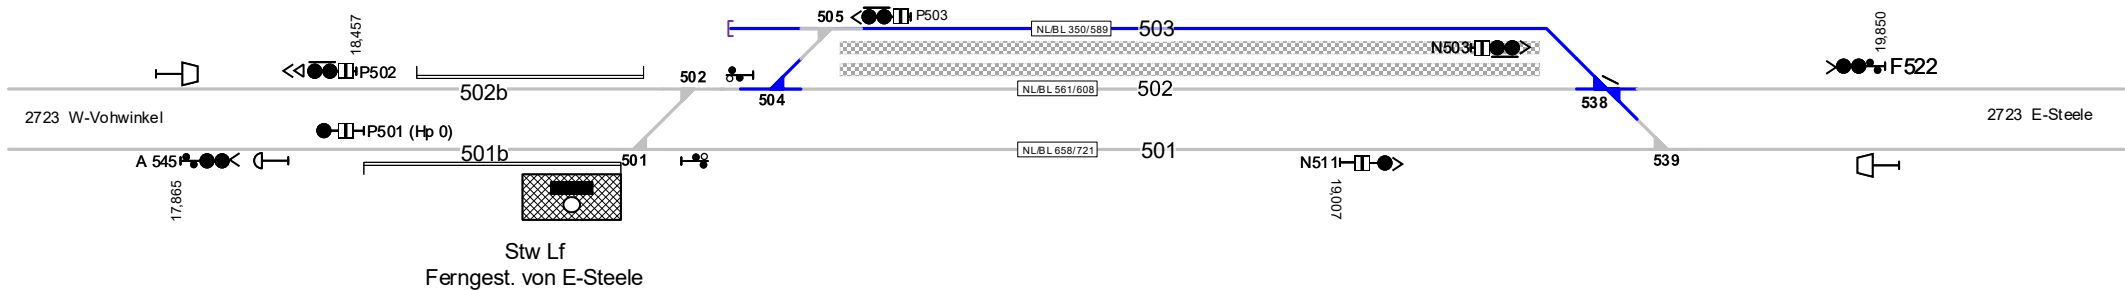 505
P503
NL/BL 350/589
503
18,457
19,850
N503
P502
502
F522
502b
504
NL/BL 561/608
502
538
2723 W-Vohwinkel
2723 E-Steele
P501 (Hp 0)
501b
NL/BL 658/721
501
A 545
501
N511
539
17,865
19,007
Stw Lf
Ferngest. von E-Steele